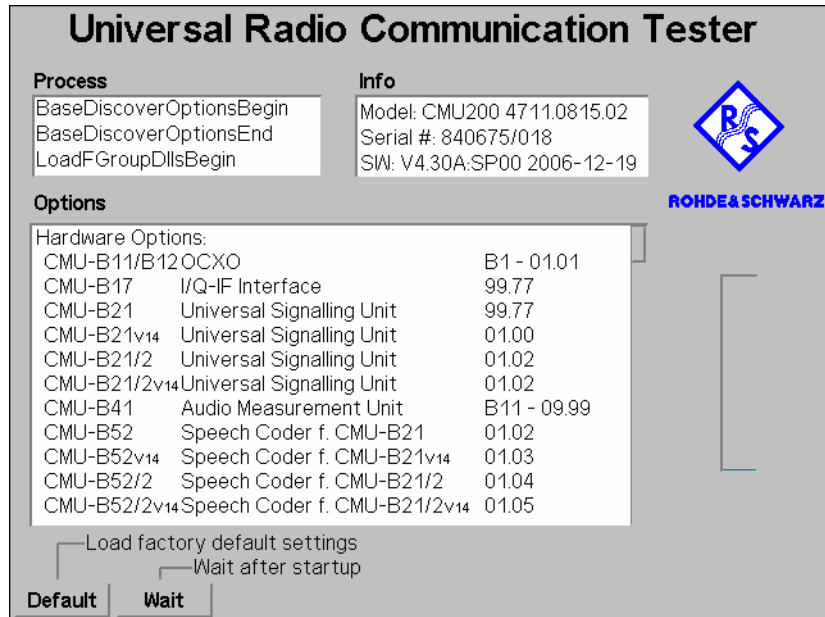 Universal Radio Communication Tester
Process
BaseDiscoverOptionsBegin
BaseDiscoverOptionsEnd
LoadFGroupDllsBegin
Info
Model: CMU200 4711.0815.02
Serial #: 840675/018
SW: V4.30A:SP00 2006-12-19
RS
ROHDE&SCHWARZ
Options
Hardware Options:
CMU-B11/B12 OCXO B1 - 01.01
CMU-B17 I/Q-IF Interface 99.77
CMU-B21 Universal Signalling Unit 99.77
CMU-B21v14 Universal Signalling Unit 01.00
CMU-B21/2 Universal Signalling Unit 01.02
CMU-B21/2v14 Universal Signalling Unit 01.02
CMU-B41 Audio Measurement Unit B11 - 09.99
CMU-B52 Speech Coder f. CMU-B21 01.02
CMU-B52v14 Speech Coder f. CMU-B21v14 01.03
CMU-B52/2 Speech Coder f. CMU-B21/2 01.04
CMU-B52/2v14 Speech Coder f. CMU-B21/2v14 01.05
Load factory default settings
Wait after startup
Default Wait